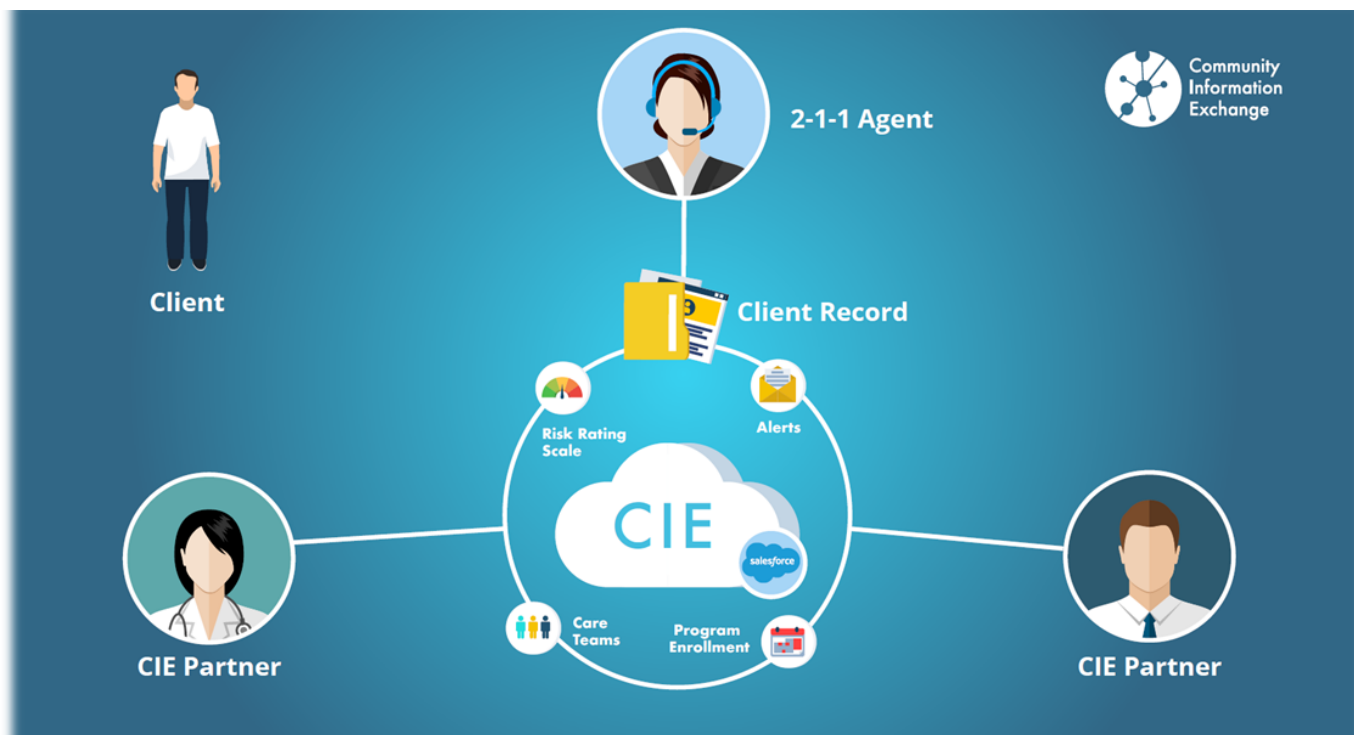 Community
Information
Exchange
2-1-1 Agent
Client
Client Record
Risk Rating
Scale
Alerts
CIE
salesforce
Care
Teams
Program
Enrollment
CIE Partner
CIE Partner